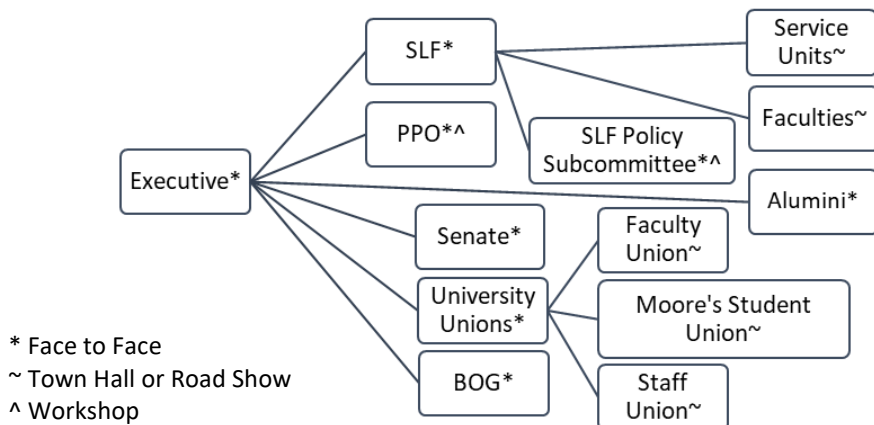 SLF*
Service
Units~
PPO*^
SLF Policy
Subcommittee*^
Faculties~
Executive*
Alumini*
Senate*
Faculty
Union~
University
Unions*
Moore's Student
Union~
BOG*
Staff
Union~
* Face to Face
~ Town Hall or Road Show
^ Workshop